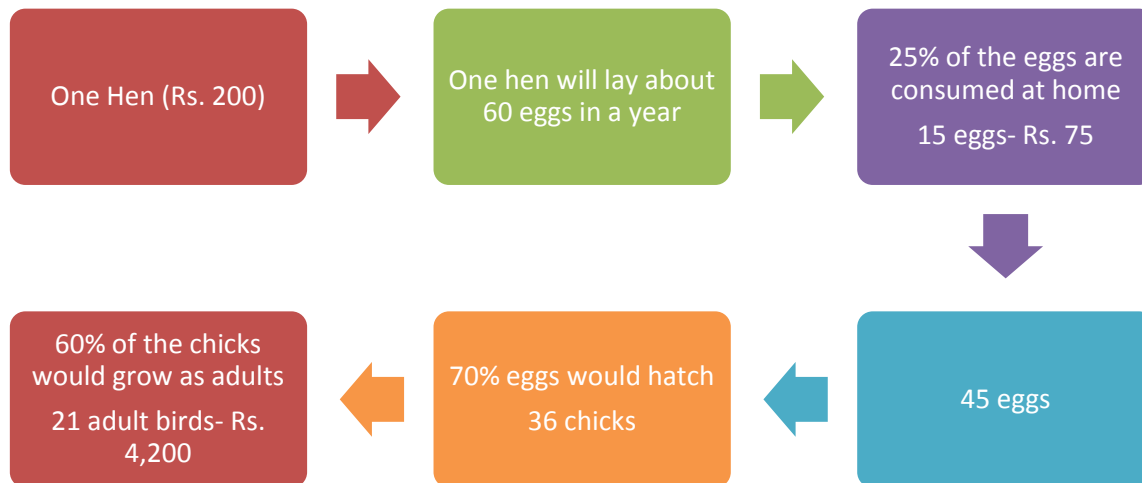 One Hen (Rs. 200)
One hen will lay about
60 eggs in a year
25% of the eggs are
consumed at home
15 eggs- Rs. 75
45 eggs
70% eggs would hatch
36 chicks
60% of the chicks
would grow as adults
21 adult birds- Rs.
4,200